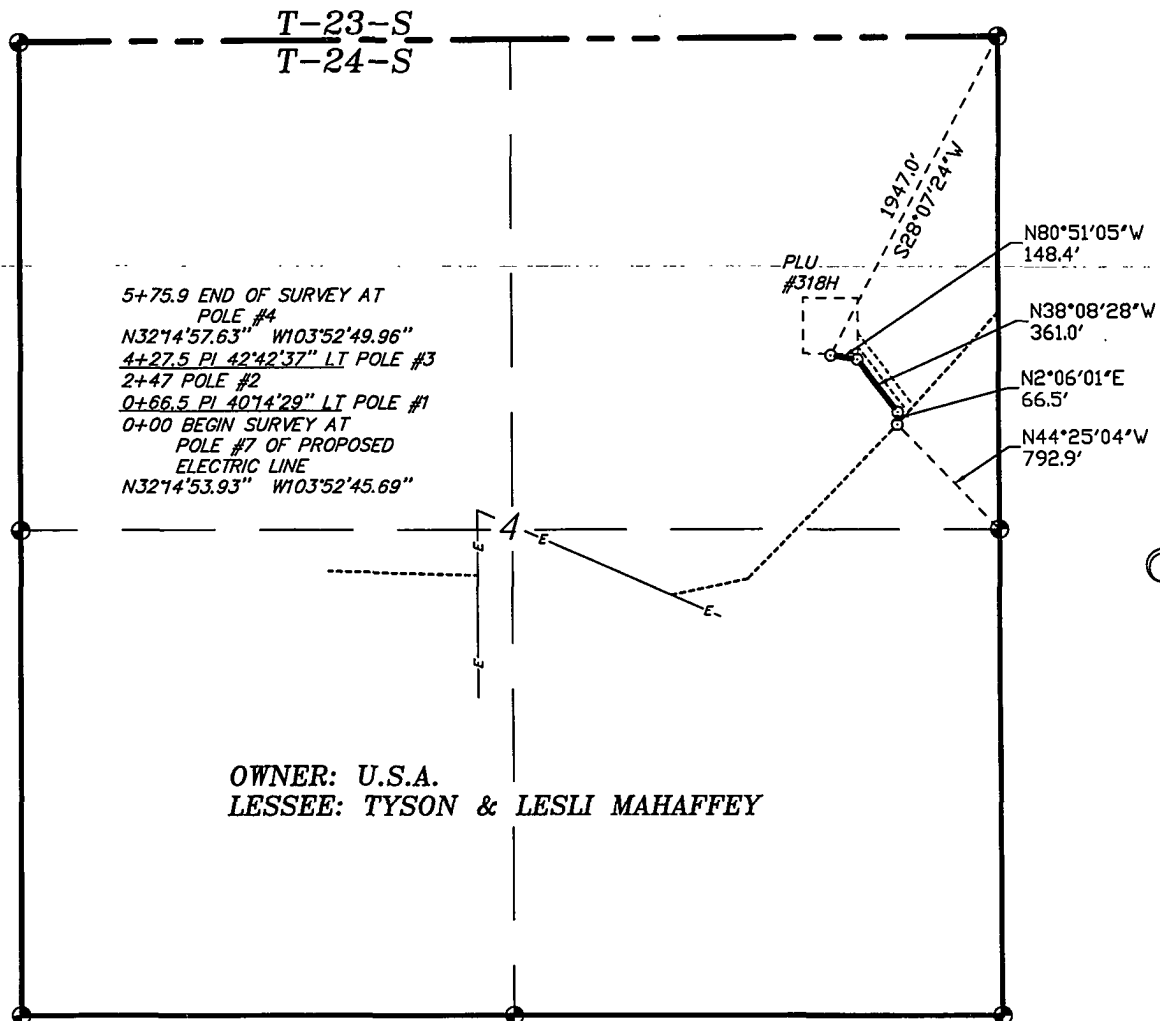 T-23-S
T-24-S
1947.0'
S28°07'24"W
N80°51'05"W
148.4'
PLU
#318H
N38°08'28"W
361.0'
N2°06'01"E
66.5'
N44°25'04"W
792.9'
5+75.9 END OF SURVEY AT
POLE #4
N32°14'57.63" W103°52'49.96"
4+27.5 PI 42°42'37" LT POLE #3
2+47 POLE #2
0+66.5 PI 40°14'29" LT POLE #1
0+00 BEGIN SURVEY AT
POLE #7 OF PROPOSED
ELECTRIC LINE
N32°14'53.93" W103°52'45.69"
4
E
E
E
E
OWNER: U.S.A.
LESSEE: TYSON & LESLI MAHAFFEY